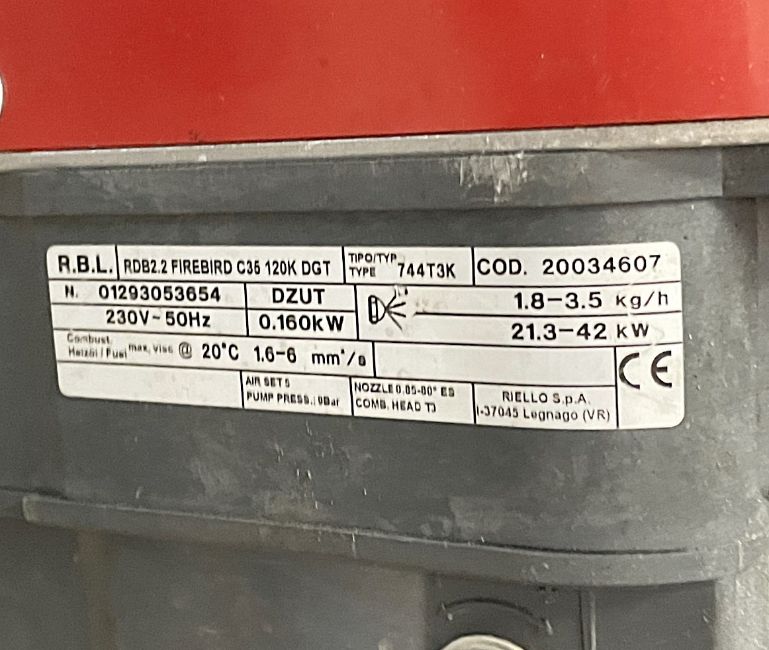 R.B.L. RDB2.2 FIREBIRD C35 120K DGT TIPO/TYP TYPE 744T3K COD. 20034607
N. 01293053654 DZUT 1.8-3.5 kg/h
230V~50Hz 0.160kW 21.3-42 kW
Combust.
Heizöl / Fuel max. visc @ 20°C 1.6-6 mm²/s CE
AIR SET 5 NOZZLE 0.85-80° ES RIELLO S.p.A.
PUMP PRESS.: Bar COMB. HEAD I-37045 Legnago (VR)